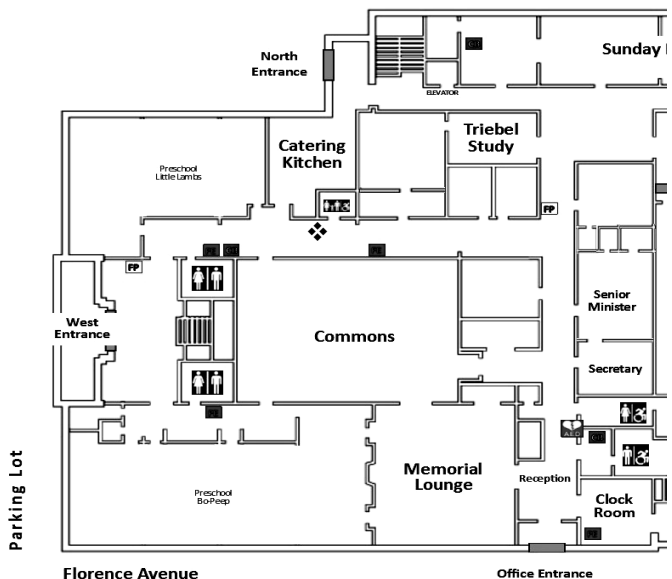 Sunday
North
Entrance
ELEVATOR
Triebel
Study
Catering
Kitchen
Preschool
Little Lambs
FP
FP
West
Entrance
Commons
Senior
Minister
Secretary
AED
Memorial
Lounge
Reception
Preschool
Bo-Peep
Clock
Room
Parking Lot
Florence Avenue
Office Entrance